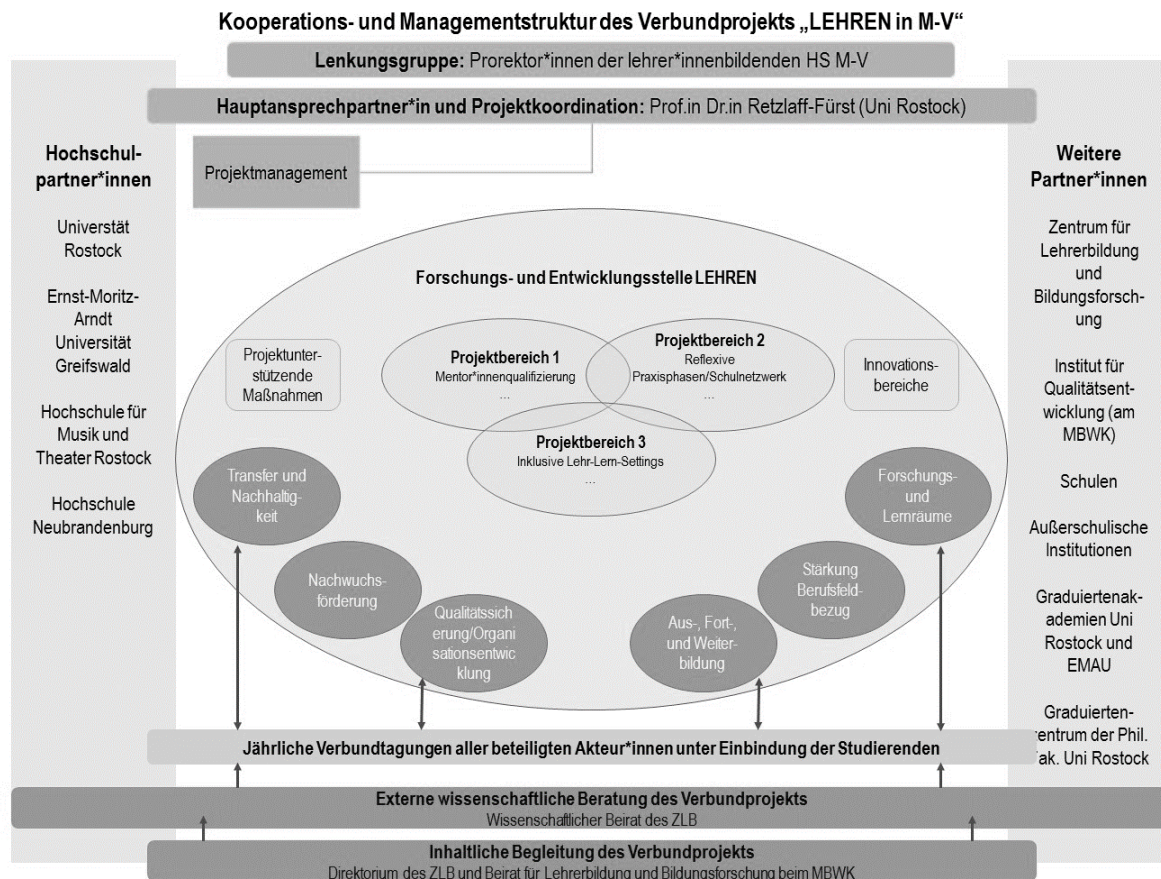 Kooperations- und Managementstruktur des Verbundprojekts „LEHREN in M-V“
Lenkungsgruppe: Prorektor*innen der lehrer*innenbildenden HS M-V
Hauptansprechpartner*in und Projektkoordination: Prof.in Dr.in Retzlaff-Fürst (Uni Rostock)
Projektmanagement
Hochschul-
partner*innen
Universtät
Rostock
Ernst-Moritz-
Arndt
Universität
Greifswald
Hochschule für
Musik und
Theater Rostock
Hochschule
Neubrandenburg
Forschungs- und Entwicklungsstelle LEHREN
Projektunter-
stützende
Maßnahmen
Projektbereich 1
Mentor*innenqualifizierung
...
Projektbereich 2
Reflexive
Praxisphasen/Schulnetzwerk
...
Projektbereich 3
Inklusive Lehr-Lern-Settings
...
Innovations-
bereiche
Transfer und
Nachhaltig-
keit
Nachwuchs-
förderung
Qualitätssich
erung/Organi
sationsentwic
klung
Aus-, Fort-,
und Weiter-
bildung
Stärkung
Berufsfeld-
bezug
Forschungs-
und
Lernräume
Weitere
Partner*innen
Zentrum für
Lehrerbildung
und
Bildungsforsch-
ung
Institut für
Qualitätsent-
wicklung (am
MBWK)
Schulen
Außerschulische
Institutionen
Graduiertenak-
ademien Uni
Rostock und
EMAU
Graduierten-
zentrum der Phil.
Fak. Uni Rostock
Jährliche Verbundtagungen aller beteiligten Akteur*innen unter Einbindung der Studierenden
Externe wissenschaftliche Beratung des Verbundprojekts
Wissenschaftlicher Beirat des ZLB
Inhaltliche Begleitung des Verbundprojekts
Direktorium des ZLB und Beirat für Lehrerbildung und Bildungsforschung beim MBWK